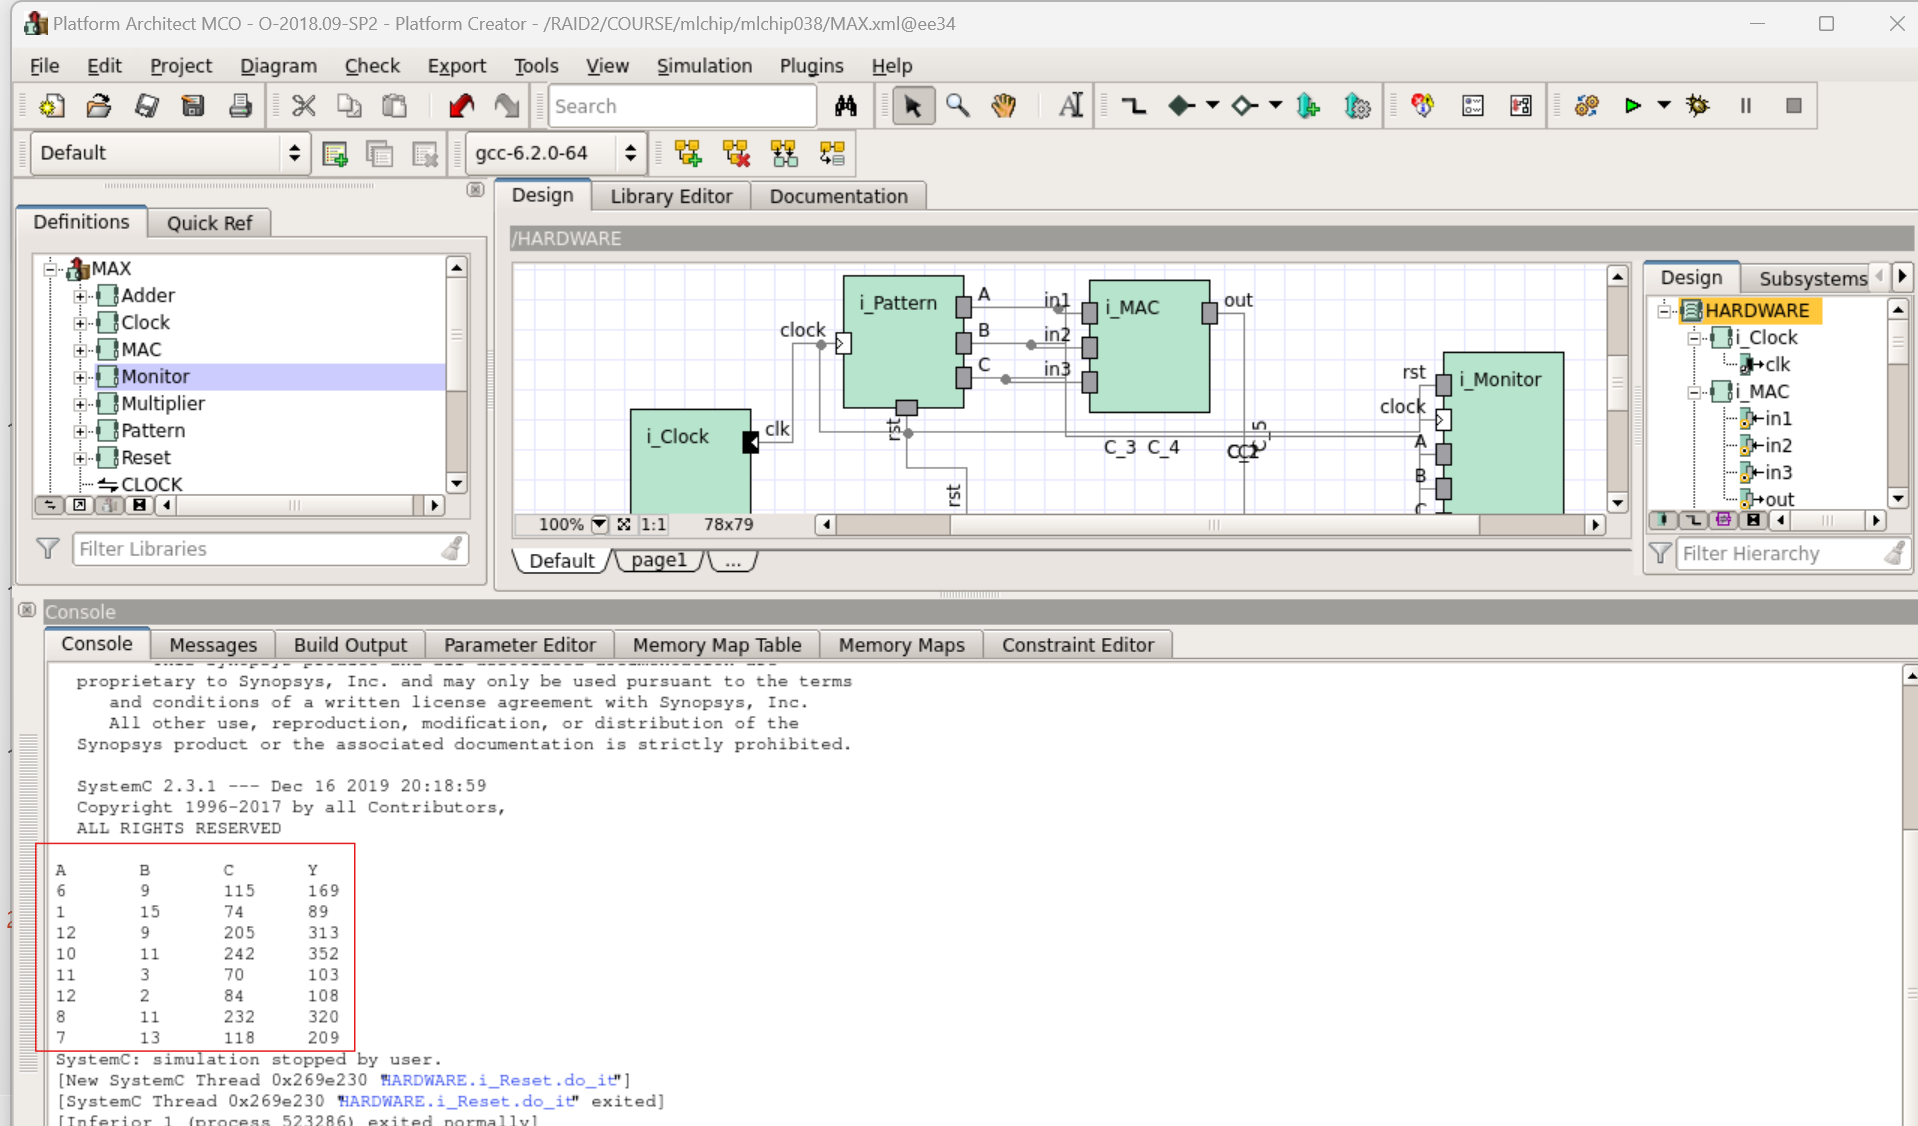 Platform Architect MCO - O-2018.09-SP2 - Platform Creator - /RAID2/COURSE/mlchip/mlchip038/MAX.xml@ee34
File Edit Project Diagram Check Export Tools View Simulation Plugins Help
Search
Default
gcc-6.2.0-64
Definitions Quick Ref
MAX
Adder
Clock
MAC
Monitor
Multiplier
Pattern
Reset
CLOCK
Filter Libraries
Design Library Editor Documentation
/HARDWARE
i_Pattern
clock
A
B
C
rst
in1
in2
in3
i_MAC
out
i_Clock
clk
rst
C_3 C_4
C_5
rst
clock
A
B
C
i_Monitor
100% 1:1 78x79
Default page1 ...
Design Subsystems
HARDWARE
i_Clock
clk
i_MAC
in1
in2
in3
out
Filter Hierarchy
Console
Console Messages Build Output Parameter Editor Memory Map Table Memory Maps Constraint Editor
This Synopsys product and all associated documentation are
proprietary to Synopsys, Inc. and may only be used pursuant to the terms
and conditions of a written license agreement with Synopsys, Inc.
All other use, reproduction, modification, or distribution of the
Synopsys product or the associated documentation is strictly prohibited.
SystemC 2.3.1 --- Dec 16 2019 20:18:59
Copyright 1996-2017 by all Contributors,
ALL RIGHTS RESERVED
A B C Y
6 9 115 169
1 15 74 89
12 9 205 313
10 11 242 352
11 3 70 103
12 2 84 108
8 11 232 320
7 13 118 209
SystemC: simulation stopped by user.
[New SystemC Thread 0x269e230 "HARDWARE.i_Reset.do_it"]
[SystemC Thread 0x269e230 "HARDWARE.i_Reset.do_it" exited]
[Inferior 1 (process 523286) exited normally]